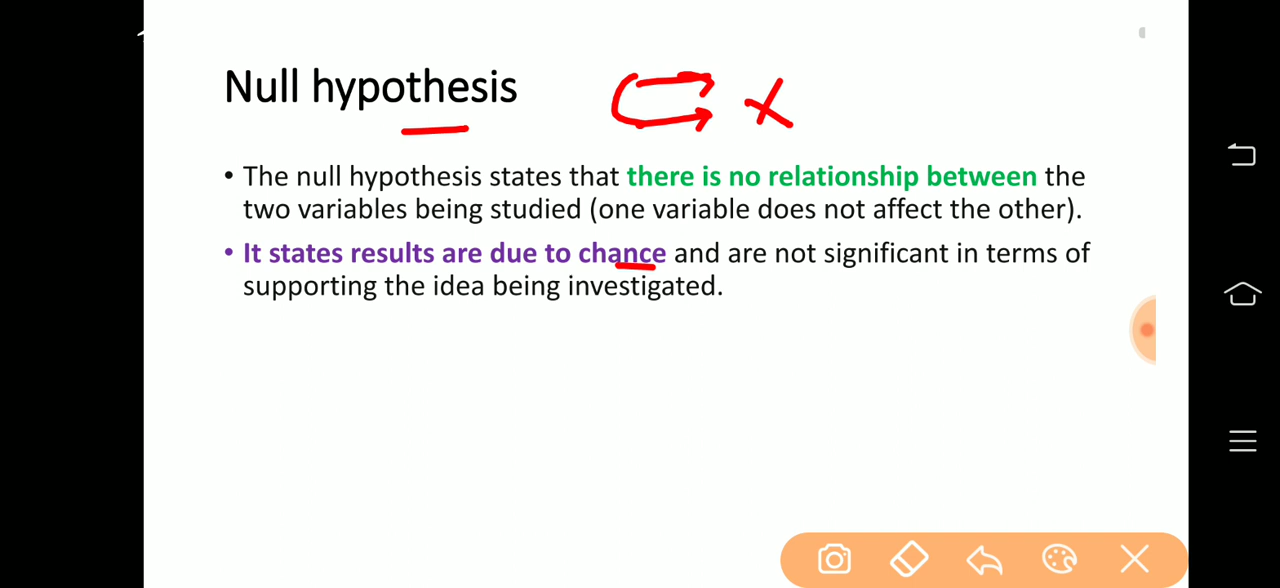 Null hypothesis
• The null hypothesis states that there is no relationship between the
two variables being studied (one variable does not affect the other).
• It states results are due to chance and are not significant in terms of
supporting the idea being investigated.